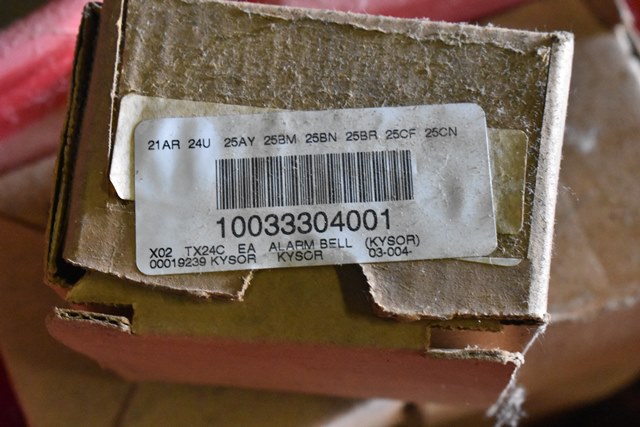 21AR 24U 25AY 25BM 25BN 25BR 25CF 25CN
10033304001
X02 TX24C EA ALARM BELL (KYSOR)
00019239 KYSOR KYSOR 03-004-